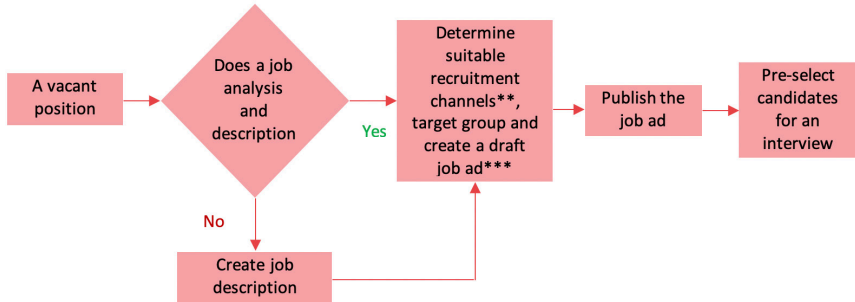 A vacant
position
Does a job
analysis
and
description
Yes
No
Create job
description
Determine
suitable
recruitment
channels**,
target group and
create a draft
job ad***
Publish the
job ad
Pre-select
candidates
for an
interview